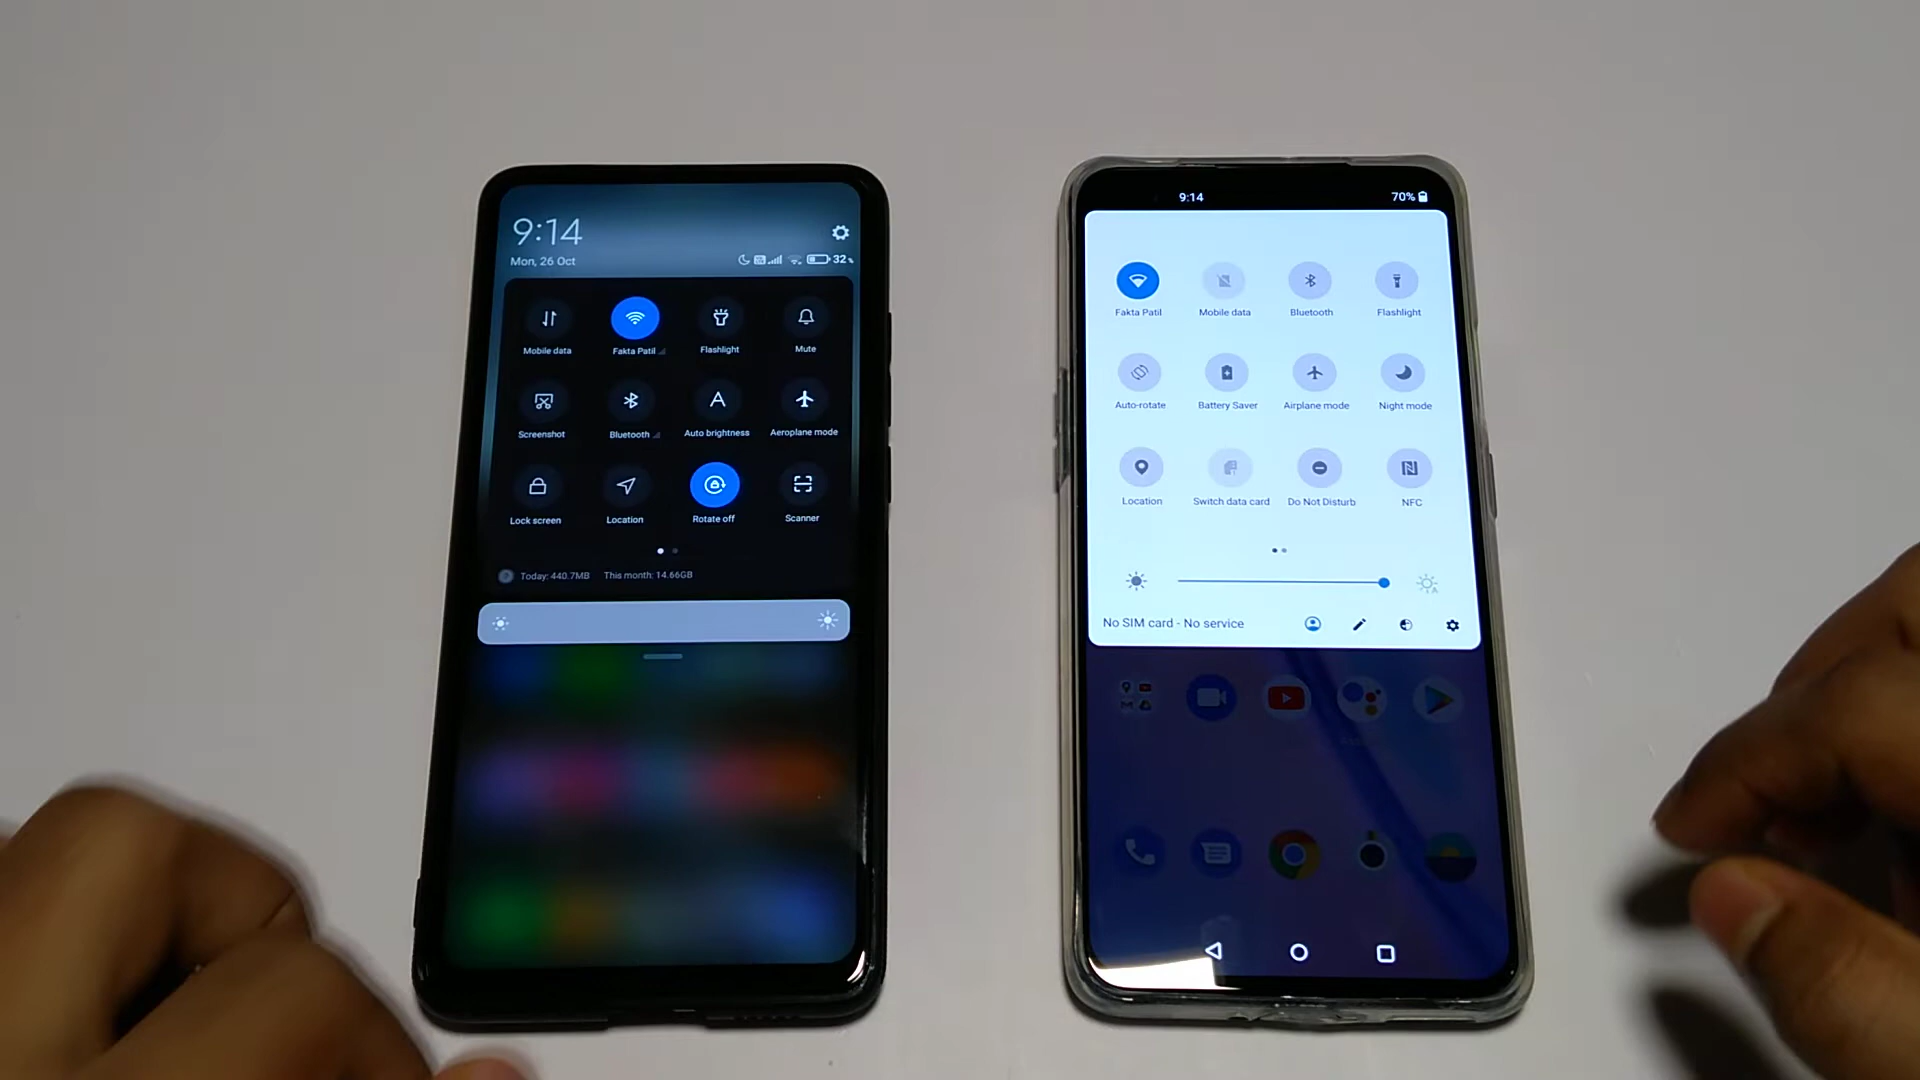 9:14
Mon, 26 Oct
32%
Mobile data
Fakta Patil
Flashlight
Mute
Screenshot
Bluetooth
Auto brightness
Aeroplane mode
Lock screen
Location
Rotate off
Scanner
Today: 440.7MB This month: 14.66GB
9:14
70%
Fakta Patil
Mobile data
Bluetooth
Flashlight
Auto-rotate
Battery Saver
Airplane mode
Night mode
Location
Switch data card
Do Not Disturb
NFC
No SIM card - No service